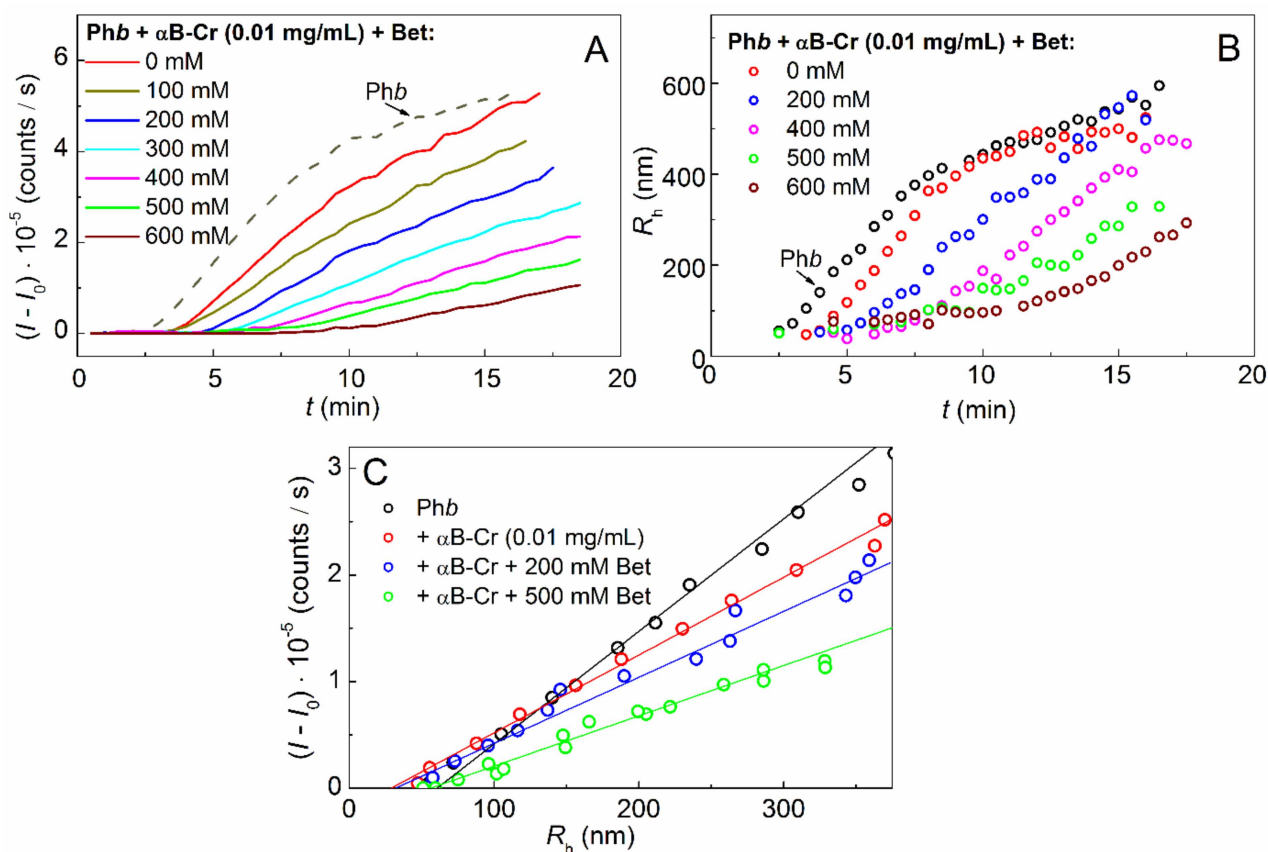 Phb + αB-Cr (0.01 mg/mL) + Bet:
A
0 mM
100 mM
200 mM
300 mM
400 mM
500 mM
600 mM
Phb
6
4
2
0
(I - I₀) · 10⁻⁵ (counts / s)
0 5 10 15 20
t (min)
Phb + αB-Cr (0.01 mg/mL) + Bet:
B
0 mM
200 mM
400 mM
500 mM
600 mM
Phb
600
400
200
0
Rₕ (nm)
0 5 10 15 20
t (min)
C
Phb
+ αB-Cr (0.01 mg/mL)
+ αB-Cr + 200 mM Bet
+ αB-Cr + 500 mM Bet
3
2
1
0
(I - I₀) · 10⁻⁵ (counts / s)
0 100 200 300
Rₕ (nm)